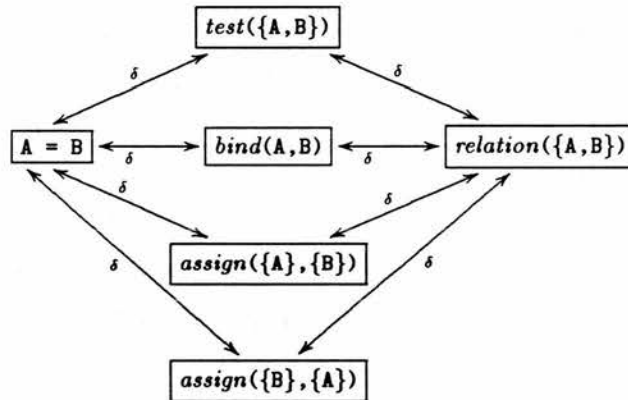 test({A,B})
δ
δ
A = B
bind(A,B)
relation({A,B})
δ
δ
δ
δ
assign({A},{B})
δ
δ
assign({B},{A})